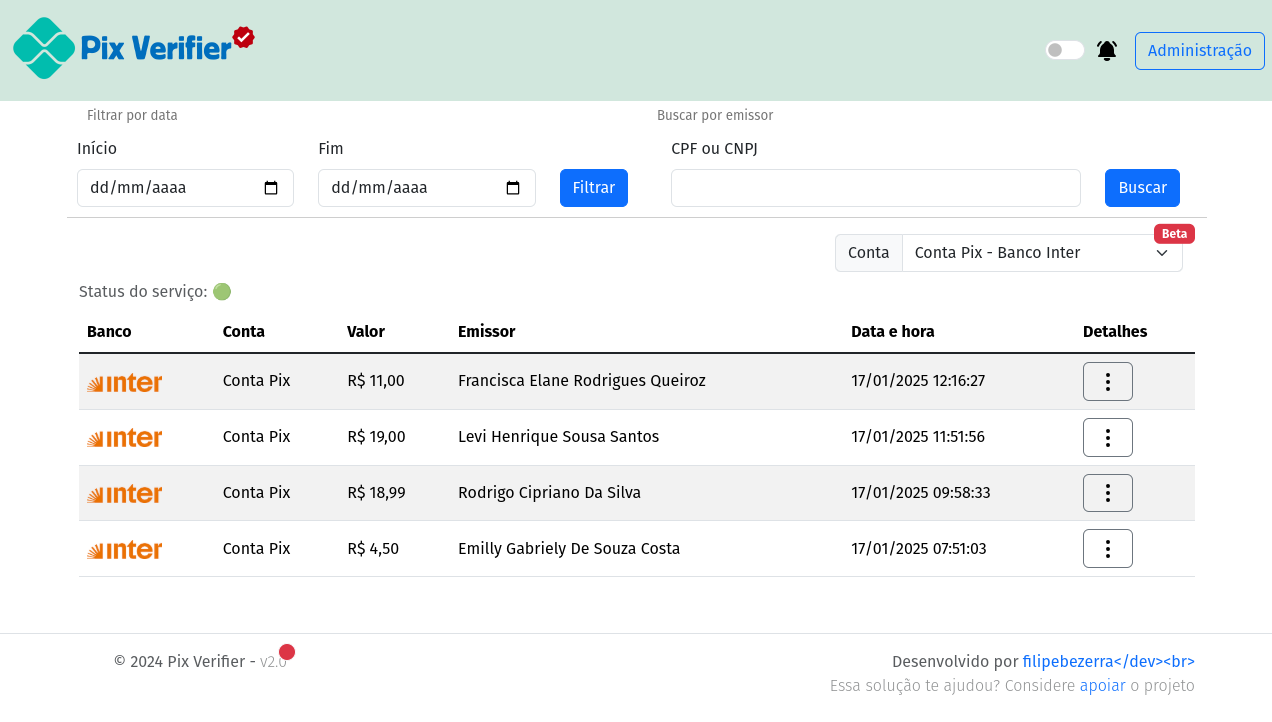 Pix Verifier
Administração
Filtrar por data
Buscar por emissor
Início
Fim
CPF ou CNPJ
dd/mm/aaaa
dd/mm/aaaa
Filtrar
Buscar
Beta
Conta
Conta Pix - Banco Inter
Status do serviço:
Banco Conta Valor Emissor Data e hora Detalhes
inter Conta Pix R$ 11,00 Francisca Elane Rodrigues Queiroz 17/01/2025 12:16:27
inter Conta Pix R$ 19,00 Levi Henrique Sousa Santos 17/01/2025 11:51:56
inter Conta Pix R$ 18,99 Rodrigo Cipriano Da Silva 17/01/2025 09:58:33
inter Conta Pix R$ 4,50 Emilly Gabriely De Souza Costa 17/01/2025 07:51:03
© 2024 Pix Verifier - v2.0
Desenvolvido por filipebezerra</dev><br>
Essa solução te ajudou? Considere apoiar o projeto